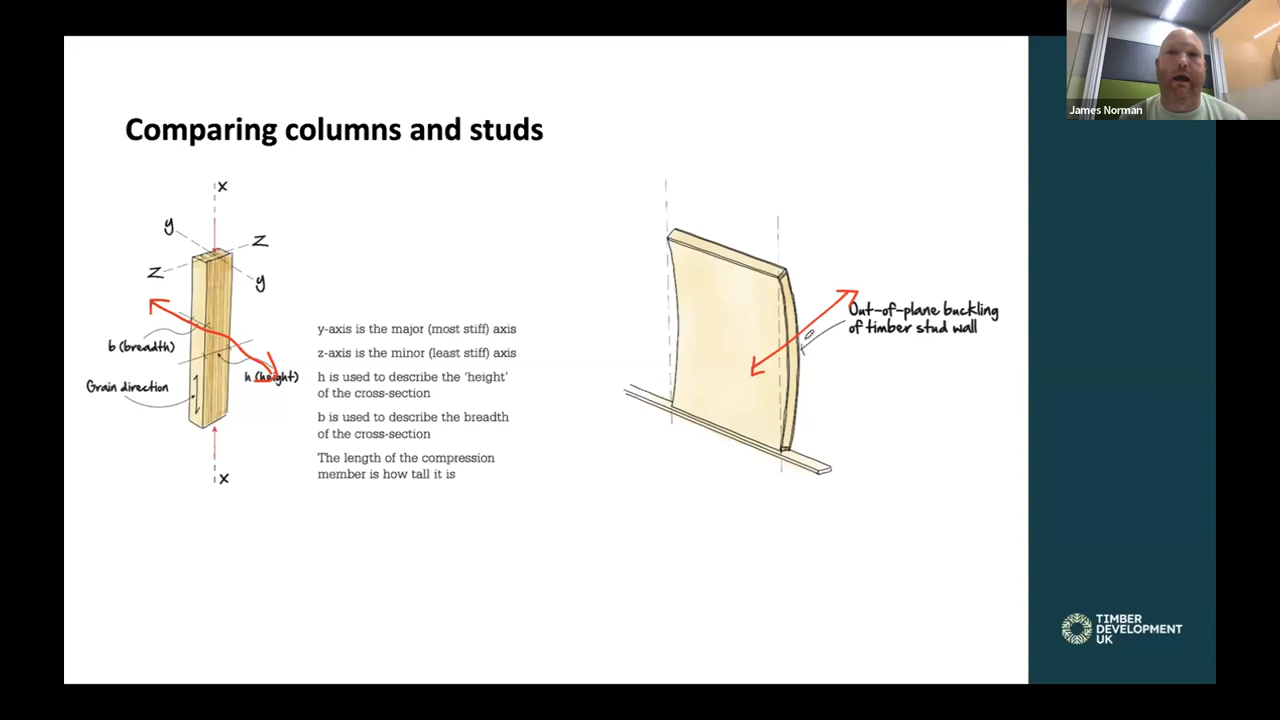 James Norman
Comparing columns and studs
x
y
z
z
y
b (breadth)
h (height)
Grain direction
x
y-axis is the major (most stiff) axis
z-axis is the minor (least stiff) axis
h is used to describe the 'height'
of the cross-section
b is used to describe the breadth
of the cross-section
The length of the compression
member is how tall it is
Out-of-plane buckling
of timber stud wall
TIMBER
DEVELOPMENT
UK